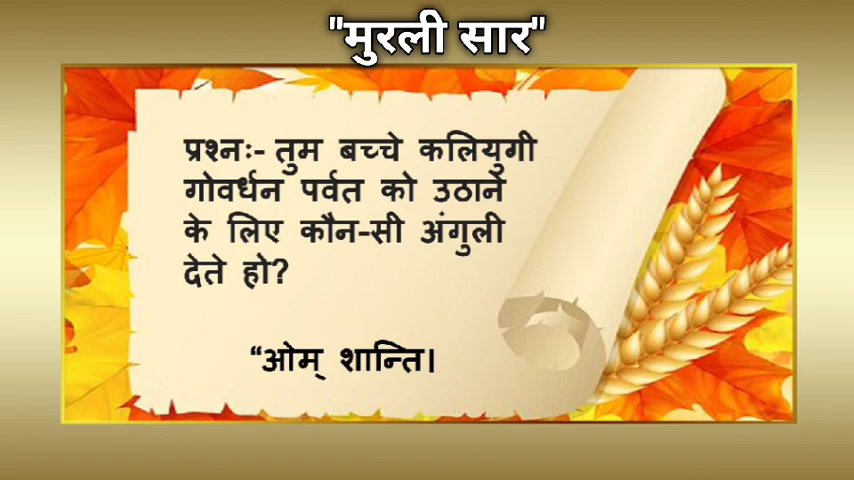 "मुरली सार"
प्रश्नः- तुम बच्चे कलियुगी
गोवर्धन पर्वत को उठाने
के लिए कौन-सी अंगुली
देते हो?
“ओम् शान्ति।